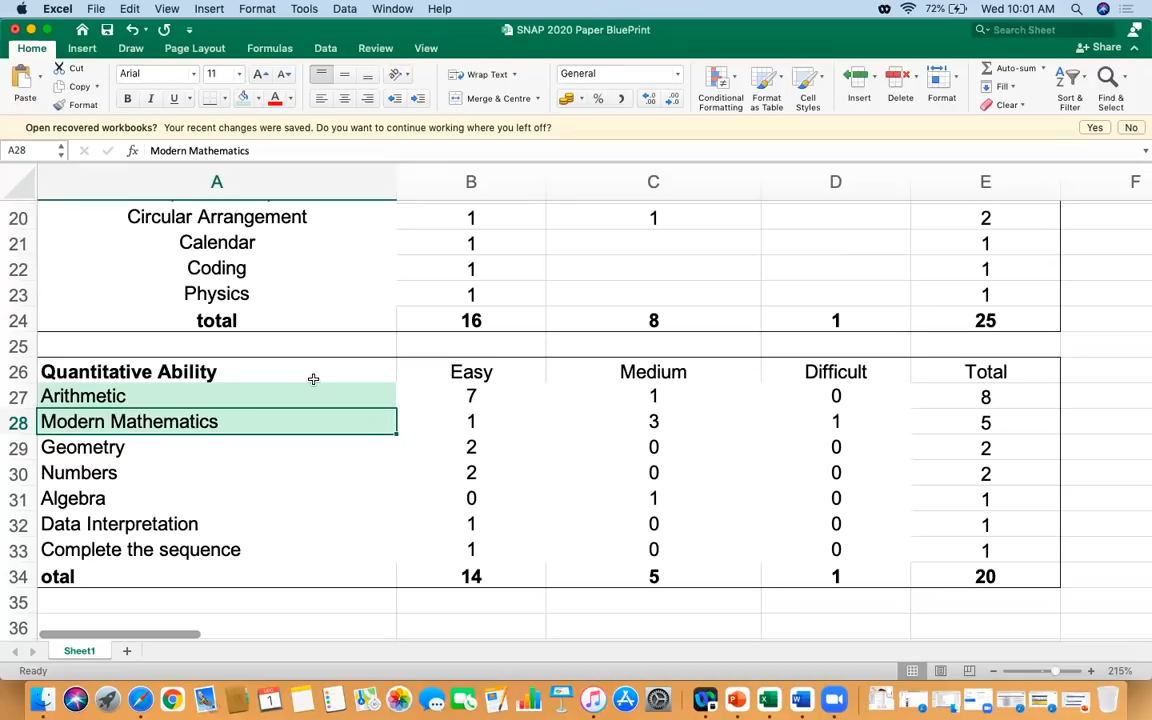 Excel File Edit View Insert Format Tools Data Window Help 72% Wed 10:01 AM
SNAP 2020 Paper BluePrint Search Sheet
Home Insert Draw Page Layout Formulas Data Review View Share
Paste Cut Copy Format Arial 11 Wrap Text Merge & Centre General Conditional Formatting Format as Table Cell Styles Insert Delete Format Auto-sum Fill Clear Sort & Filter Find & Select
Open recovered workbooks? Your recent changes were saved. Do you want to continue working where you left off? Yes No
A28 fx Modern Mathematics
A B C D E F
20 Circular Arrangement 1 1 2
21 Calendar 1 1
22 Coding 1 1
23 Physics 1 1
24 total 16 8 1 25
25
26 Quantitative Ability Easy Medium Difficult Total
27 Arithmetic 7 1 0 8
28 Modern Mathematics 1 3 1 5
29 Geometry 2 0 0 2
30 Numbers 2 0 0 2
31 Algebra 0 1 0 1
32 Data Interpretation 1 0 0 1
33 Complete the sequence 1 0 0 1
34 otal 14 5 1 20
35
36
Sheet1
Ready 215%